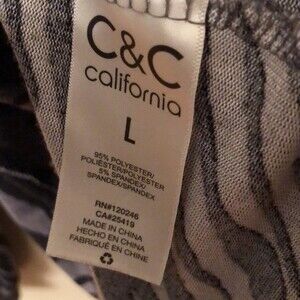 C&C
california
L
95% POLYESTER/
POLIÉSTER/POLYESTER
5% SPANDEX/
SPANDEX/SPANDEX
RN#120246
CA#25419
MADE IN CHINA
HECHO EN CHINA
FABRIQUÉ EN CHINE